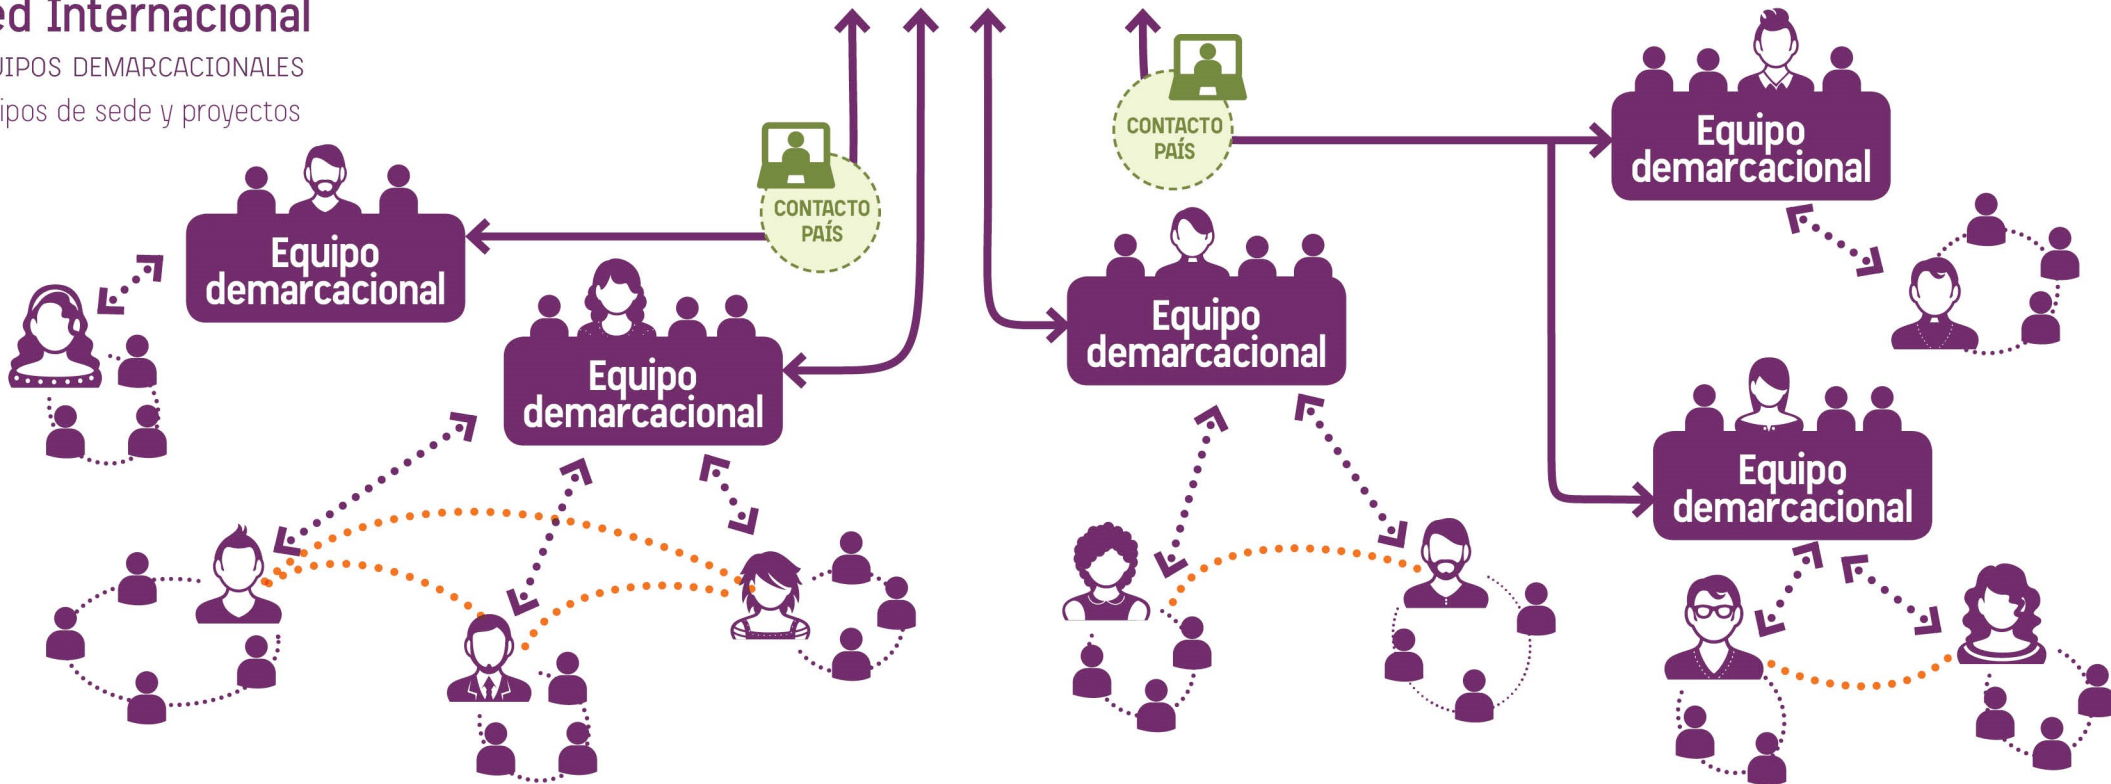 ed Internacional
UIPOS DEMARCACIONALES
ipos de sede y proyectos
CONTACTO
PAÍS
CONTACTO
PAÍS
Equipo
demarcacional
Equipo
demarcacional
Equipo
demarcacional
Equipo
demarcacional
Equipo
demarcacional